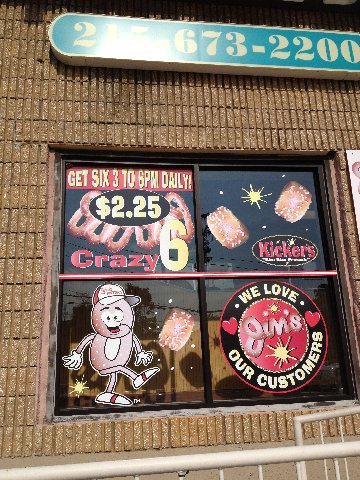 215-673-2200
GET SIX 3 TO 6PM DAILY!
$2.25
Crazy 6
Kickers
WE LOVE
Jim's
OUR CUSTOMERS
TM